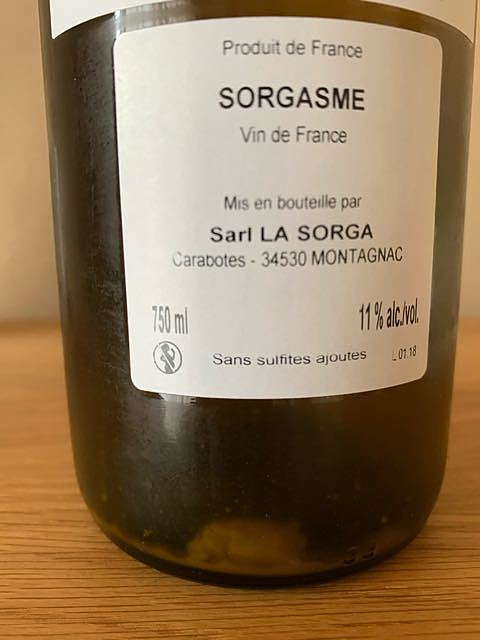 Produit de France
SORGASME
Vin de France
Mis en bouteille par
Sarl LA SORGA
Carabotes - 34530 MONTAGNAC
750 ml
11 % alc./vol.
Sans sulfites ajoutes
L 01.18